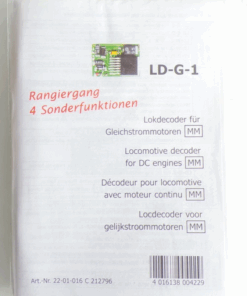 LD-G-1
Rangiergang
4 Sonderfunktionen
Lokdecoder für
Gleichstrommotoren MM
Locomotive decoder
for DC engines MM
Décodeur pour locomotive
avec moteur continu MM
Locdecoder voor
gelijkstroommotoren MM
Art. Nr. 22-01-016 C 212796
4 016138 004229